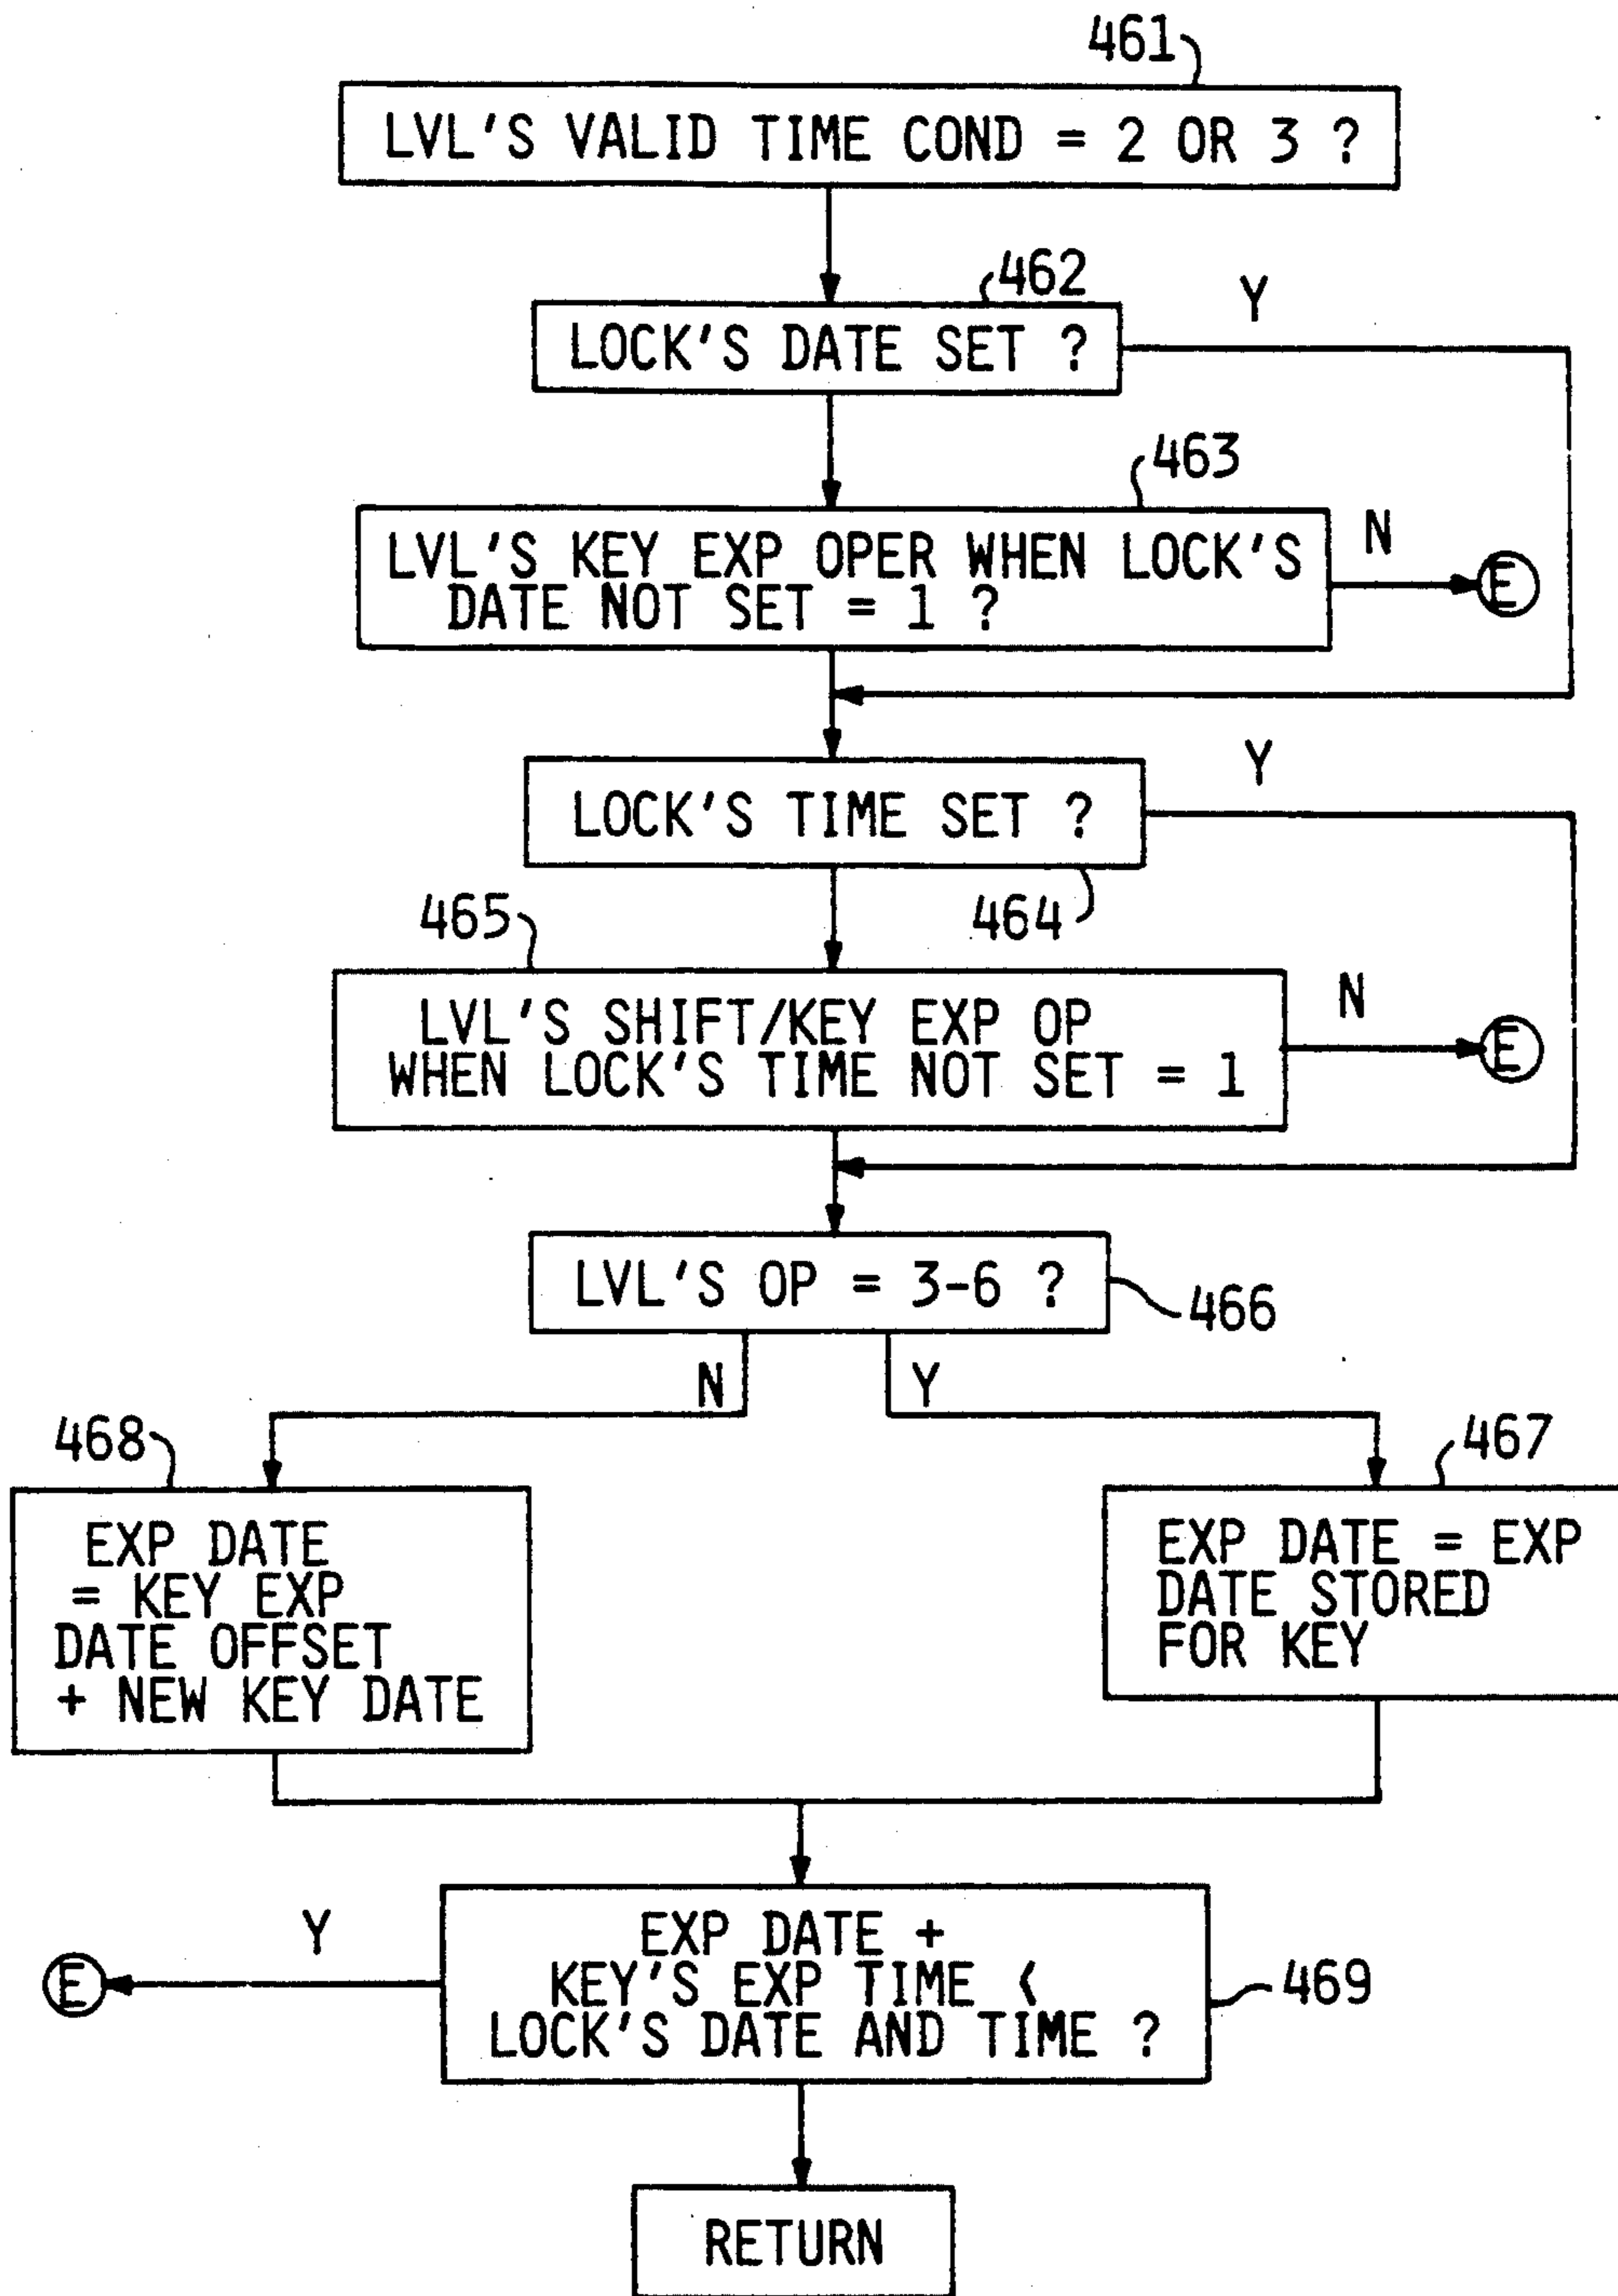 461
LVL'S VALID TIME COND = 2 OR 3 ?
462
Y
LOCK'S DATE SET ?
463
N
LVL'S KEY EXP OPER WHEN LOCK'S
DATE NOT SET = 1 ?
E
Y
LOCK'S TIME SET ?
464
465
N
LVL'S SHIFT/KEY EXP OP
WHEN LOCK'S TIME NOT SET = 1
E
LVL'S OP = 3-6 ?
466
N
Y
468
467
EXP DATE
= KEY EXP
DATE OFFSET
+ NEW KEY DATE
EXP DATE = EXP
DATE STORED
FOR KEY
Y
E
EXP DATE +
KEY'S EXP TIME <
LOCK'S DATE AND TIME ?
469
RETURN